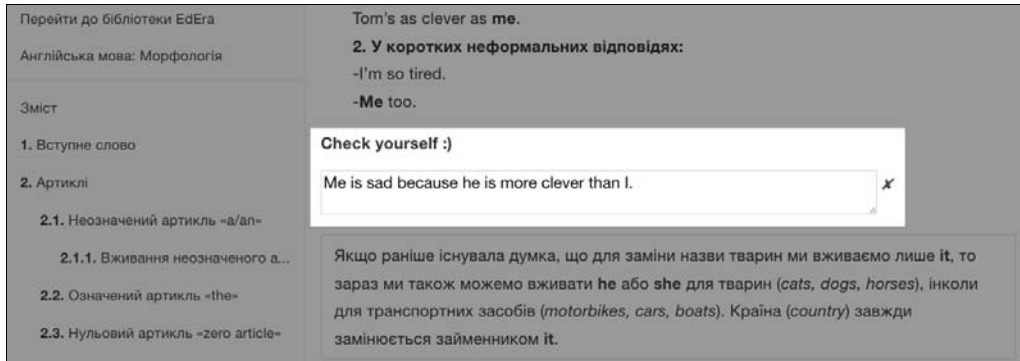 Перейти до бібліотеки EdEra
Англійська мова: Морфологія
Зміст
1. Вступне слово
2. Артиклі
2.1. Неозначений артикль «a/an»
2.1.1. Вживання неозначеного а...
2.2. Означений артикль «the»
2.3. Нульовий артикль «zero article»
Tom's as clever as me.
2. У коротких неформальних відповідях:
-I'm so tired.
-Me too.
Check yourself :)
Me is sad because he is more clever than I.
Якщо раніше існувала думка, що для заміни назви тварин ми вживаємо лише it, то
зараз ми також можемо вживати he або she для тварин (cats, dogs, horses), інколи
для транспортних засобів (motorbikes, cars, boats). Країна (country) завжди
замінюється займенником it.